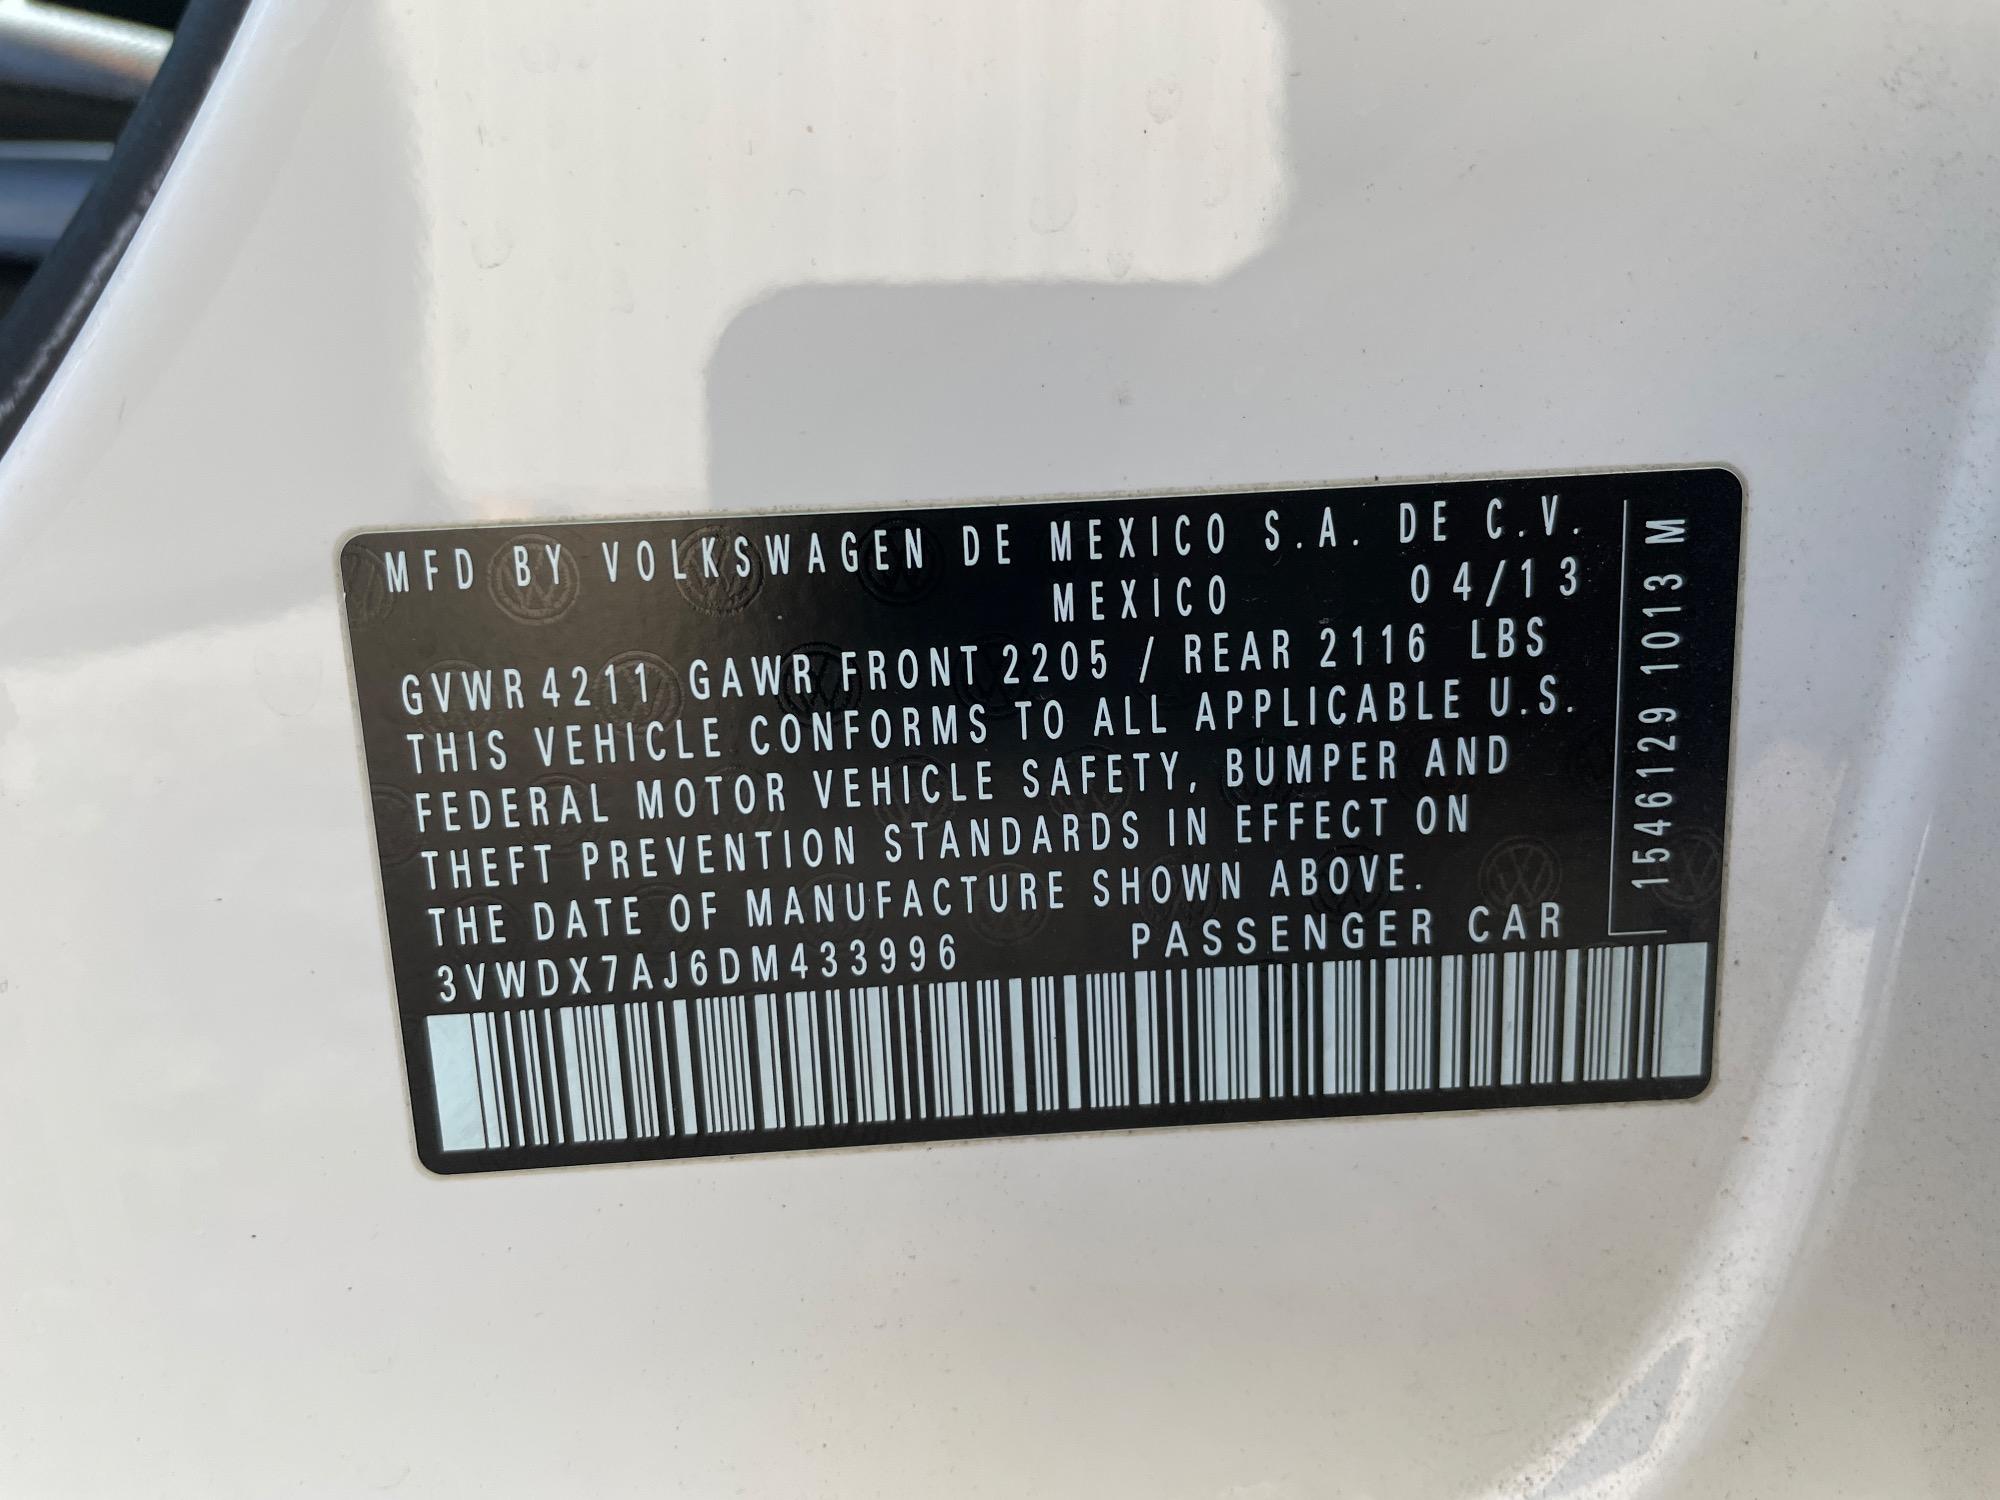 MFD BY VOLKSWAGEN DE MEXICO S.A. DE C.V.
MEXICO 04/13
GVWR 4211 GAWR FRONT 2205 / REAR 2116 LBS
THIS VEHICLE CONFORMS TO ALL APPLICABLE U.S.
FEDERAL MOTOR VEHICLE SAFETY, BUMPER AND
THEFT PREVENTION STANDARDS IN EFFECT ON
THE DATE OF MANUFACTURE SHOWN ABOVE.
3VWDX7AJ6DM433996 PASSENGER CAR
1546129 1013 M